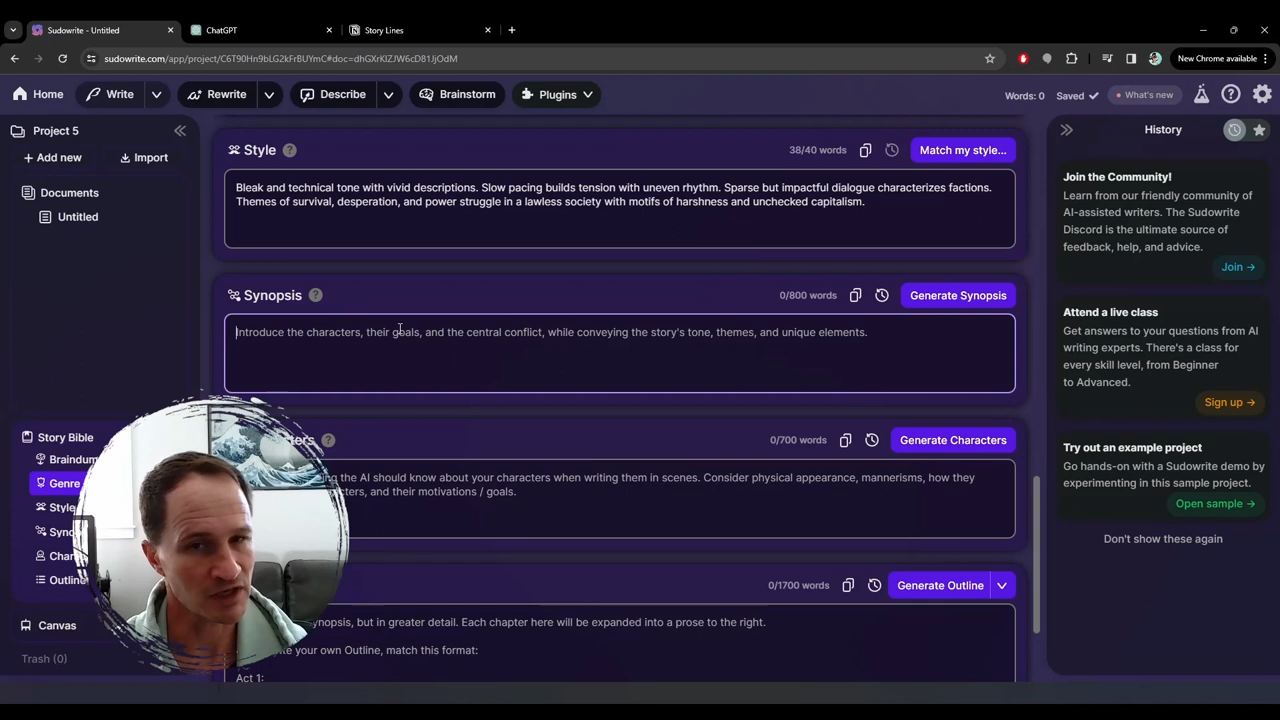 Sudowrite - Untitled
ChatGPT
Story Lines
sudowrite.com/app/project/C6T90Hn9bLG2kFrBUYmC#doc=dhGXrKlZJW6cD81JjOdM
New Chrome available
Home
Write
Rewrite
Describe
Brainstorm
Plugins
Words: 0
Saved
What's new
Project 5
Add new
Import
Documents
Untitled
Style
38/40 words
Match my style...
Bleak and technical tone with vivid descriptions. Slow pacing builds tension with uneven rhythm. Sparse but impactful dialogue characterizes factions.
Themes of survival, desperation, and power struggle in a lawless society with motifs of harshness and unchecked capitalism.
Synopsis
0/800 words
Generate Synopsis
Introduce the characters, their goals, and the central conflict, while conveying the story's tone, themes, and unique elements.
0/700 words
Generate Characters
the AI should know about your characters when writing them in scenes. Consider physical appearance, mannerisms, how they
and their motivations / goals.
0/1700 words
Generate Outline
but in greater detail. Each chapter here will be expanded into a prose to the right.
your own Outline, match this format:
Act 1:
Story Bible
Braindum
Genre
Style
Syno
Char
Outline
Canvas
Trash (0)
History
Join the Community!
Learn from our friendly community of
AI-assisted writers. The Sudowrite
Discord is the ultimate source of
feedback, help, and advice.
Join →
Attend a live class
Get answers to your questions from AI
writing experts. There's a class for
every skill level, from Beginner
to Advanced.
Sign up →
Try out an example project
Go hands-on with a Sudowrite demo by
experimenting in this sample project.
Open sample →
Don't show these again